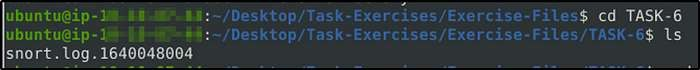 ubuntu@ip-1:~/Desktop/Task-Exercises/Exercise-Files$ cd TASK-6
ubuntu@ip-1:~/Desktop/Task-Exercises/Exercise-Files/TASK-6$ ls
snort.log.1640048004